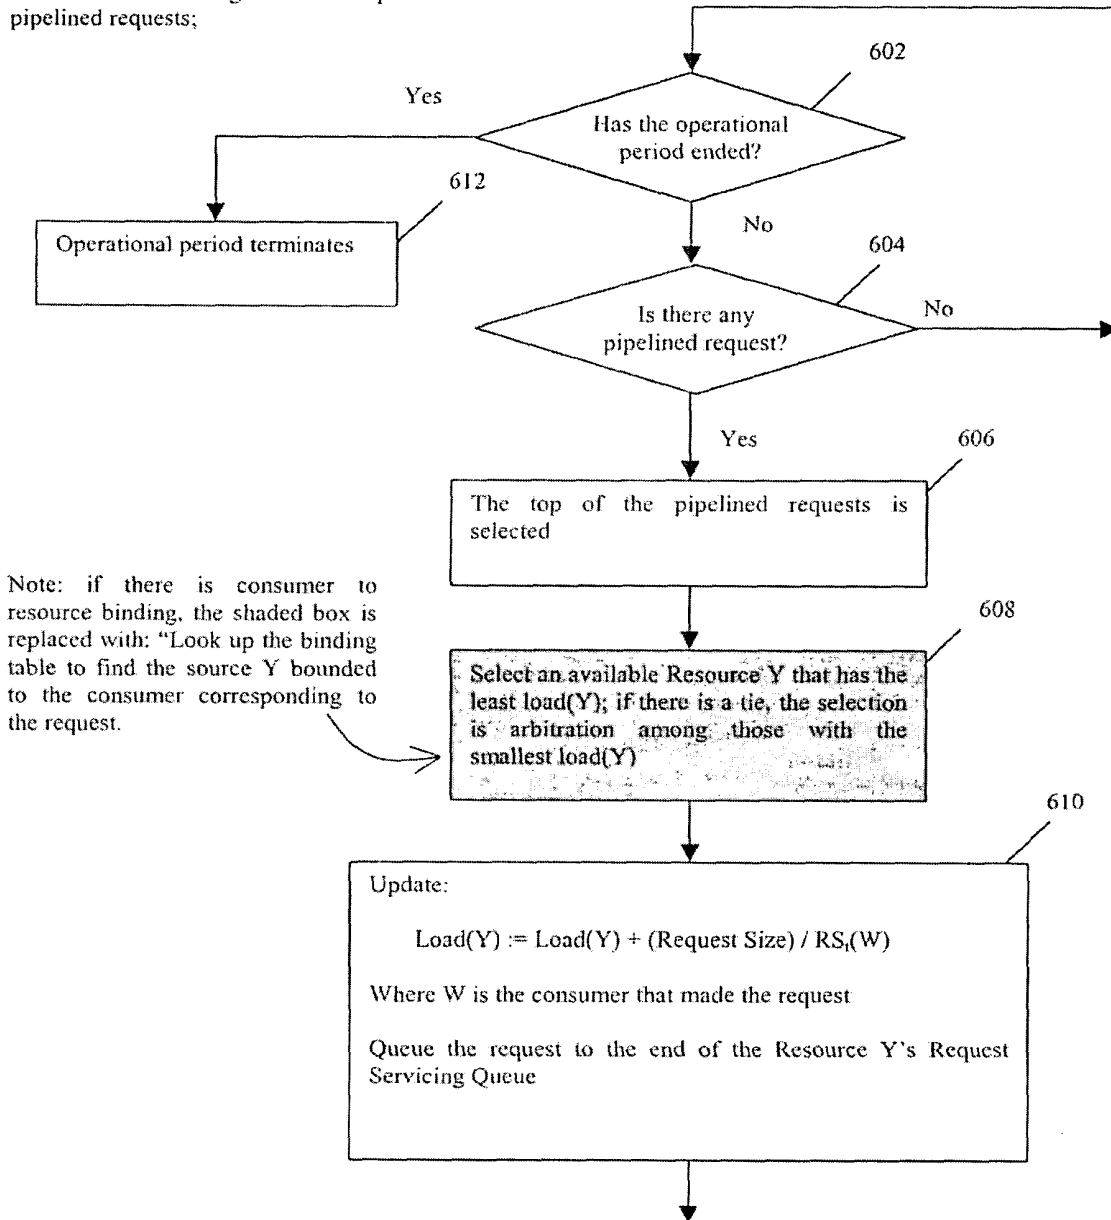 pipelined requests;
602
Yes
Has the operational
period ended?
612
Operational period terminates
No
604
Is there any
pipelined request?
No
Yes
606
The top of the pipelined requests is
selected
Note: if there is consumer to
resource binding, the shaded box is
replaced with: “Look up the binding
table to find the source Y bounded
to the consumer corresponding to
the request.
608
Select an available Resource Y that has the
least load(Y); if there is a tie, the selection
is arbitration among those with the
smallest load(Y)
610
Update:
Load(Y) := Load(Y) + (Request Size) / RSₜ(W)
Where W is the consumer that made the request
Queue the request to the end of the Resource Y's Request
Servicing Queue